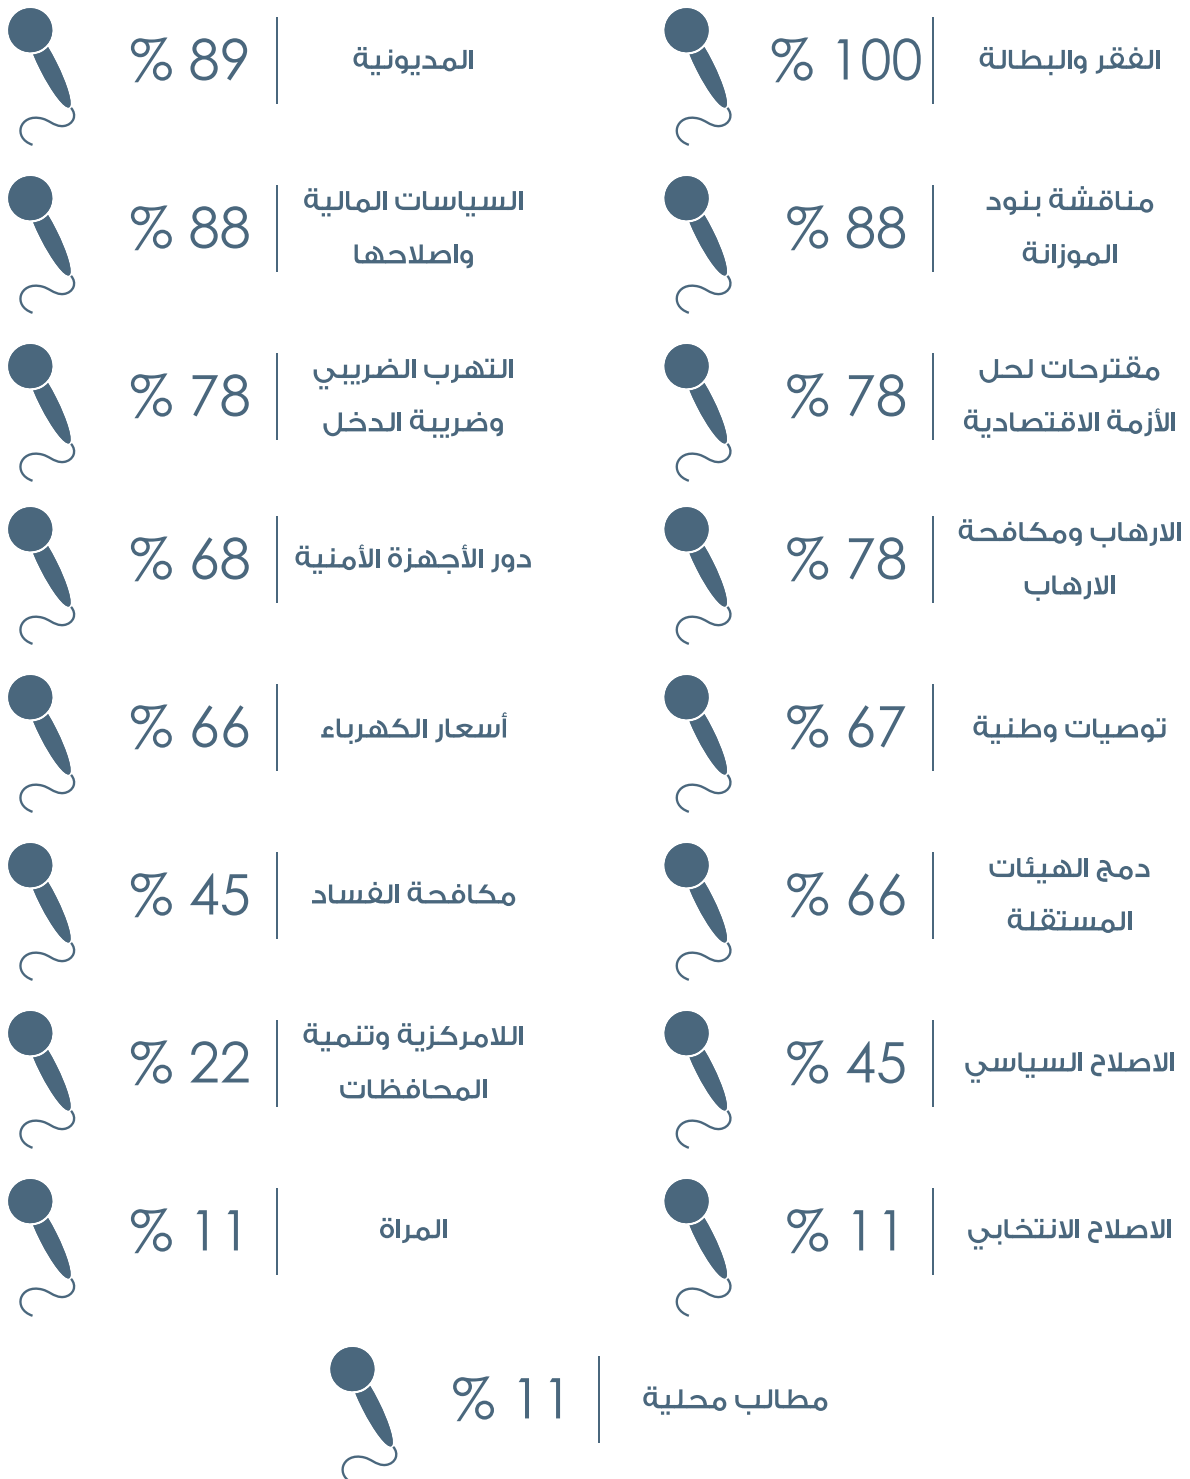 الفقر والبطالة
100 %
المديونية
89 %
مناقشة بنود
الموزانة
88 %
السياسات المالية
واصلاحها
88 %
مقترحات لحل
الأزمة الاقتصادية
78 %
التهرب الضريبي
وضريبة الدخل
78 %
الارهاب ومكافحة
الارهاب
78 %
دور الأجهزة الأمنية
68 %
توصيات وطنية
67 %
أسعار الكهرباء
66 %
دمج الهيئات
المستقلة
66 %
مكافحة الفساد
45 %
الاصلاح السياسي
45 %
اللامركزية وتنمية
المحافظات
22 %
الاصلاح الانتخابي
11 %
المراة
11 %
مطالب محلية
11 %